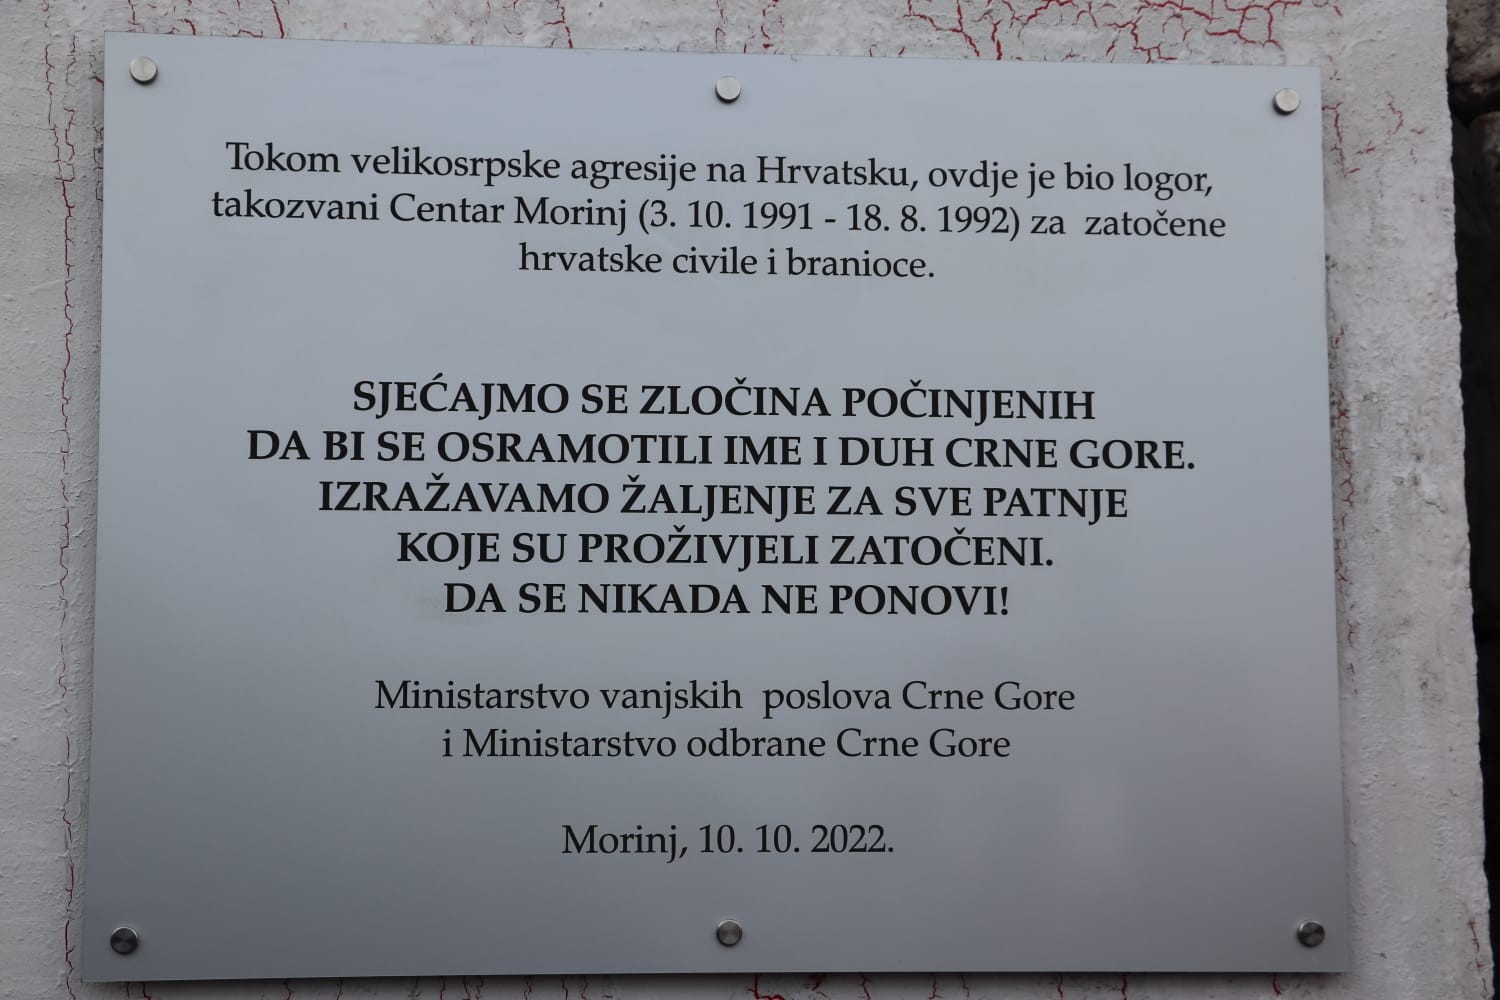 Tokom velikosrpske agresije na Hrvatsku, ovdje je bio logor,
takozvani Centar Morinj (3. 10. 1991 - 18. 8. 1992) za zatočene
hrvatske civile i branioce.
SJEĆAJMO SE ZLOČINA POČINJENIH
DA BI SE OSRAMOTILI IME I DUH CRNE GORE.
IZRAŽAVAMO ŽALJENJE ZA SVE PATNJE
KOJE SU PROŽIVJELI ZATOČENI.
DA SE NIKADA NE PONOVI!
Ministarstvo vanjskih poslova Crne Gore
i Ministarstvo odbrane Crne Gore
Morinj, 10. 10. 2022.